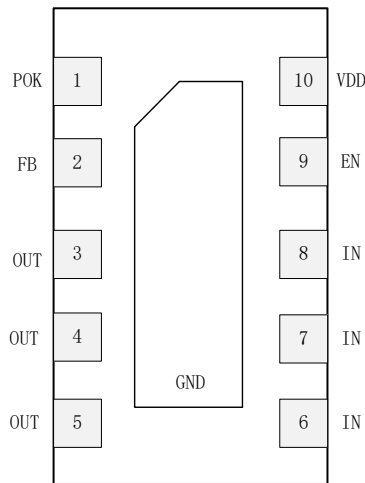 POK 1 10 VDD
FB 2 9 EN
OUT 3 8 IN
OUT 4 7 IN
GND
OUT 5 6 IN